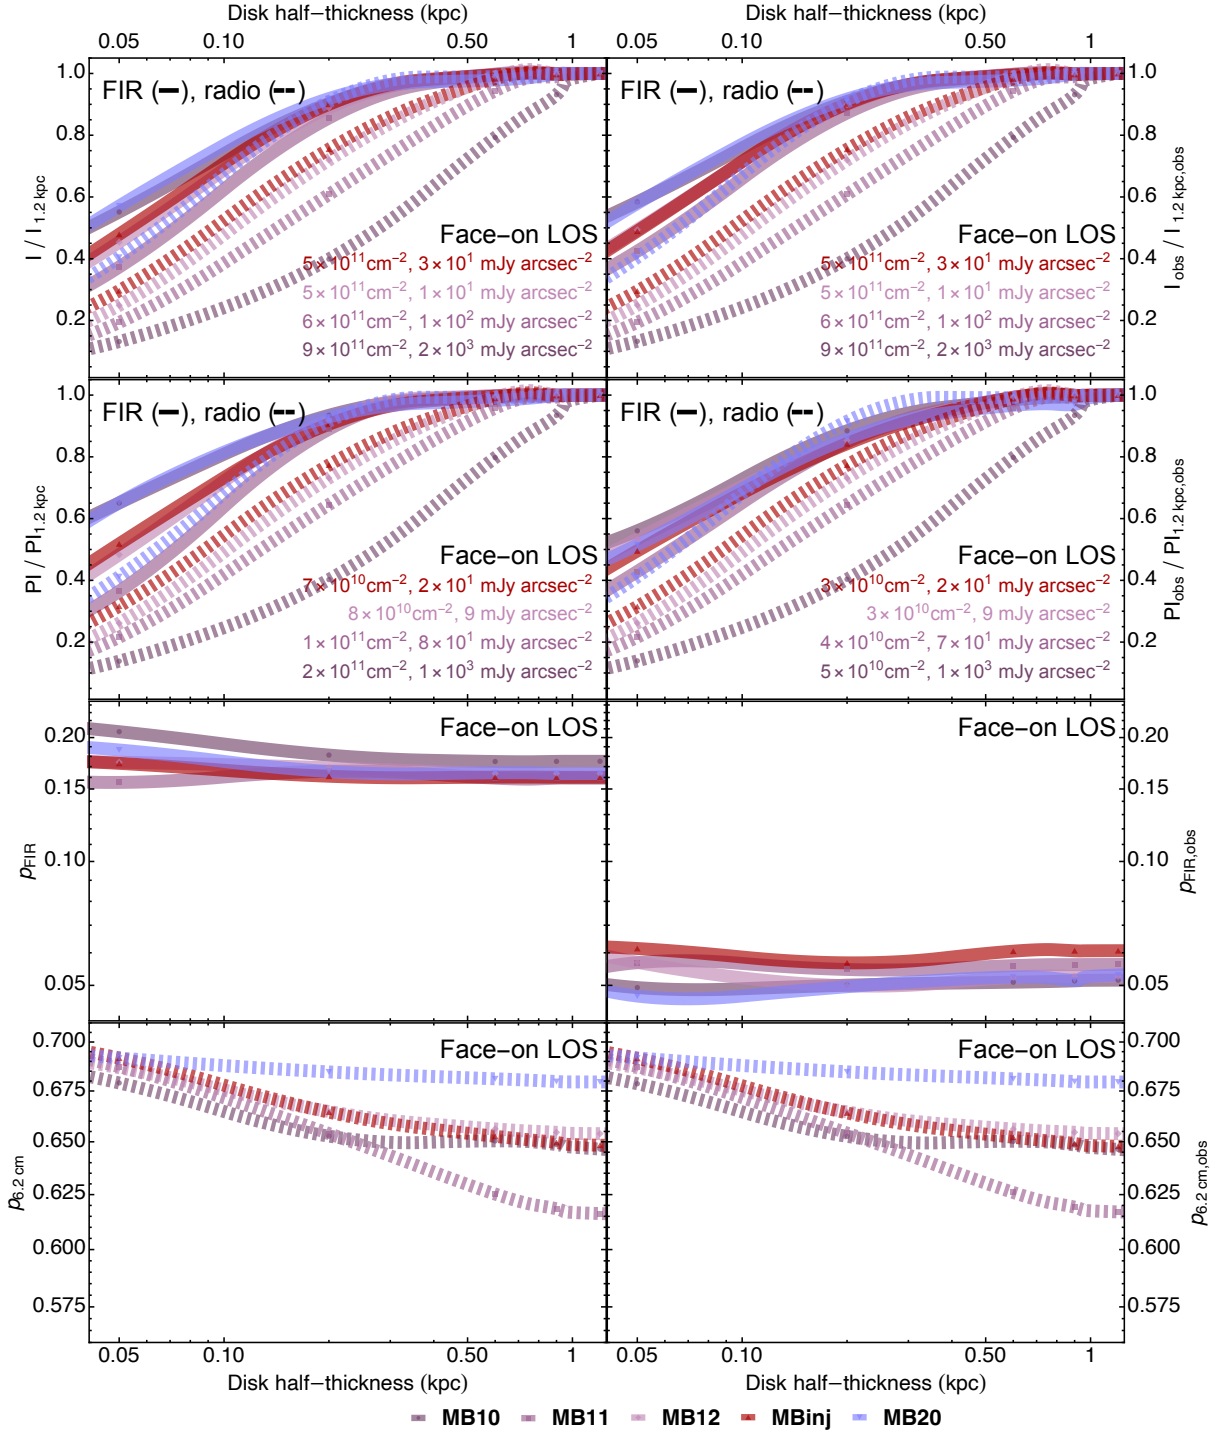 Disk half−thickness (kpc) Disk half−thickness (kpc)
0.05 0.10 0.50 1 0.05 0.10 0.50 1
FIR (━), radio (╍) FIR (━), radio (╍)
1.0 1.0
0.8 0.8
0.6 0.6
0.4 0.4
0.2 0.2
I / I1.2 kpc
Iobs / I1.2 kpc,obs
Face−on LOS Face−on LOS
5×10¹¹cm⁻², 3×10¹ mJy arcsec⁻² 5×10¹¹cm⁻², 3×10¹ mJy arcsec⁻²
5×10¹¹cm⁻², 1×10¹ mJy arcsec⁻² 5×10¹¹cm⁻², 1×10¹ mJy arcsec⁻²
6×10¹¹cm⁻², 1×10² mJy arcsec⁻² 6×10¹¹cm⁻², 1×10² mJy arcsec⁻²
9×10¹¹cm⁻², 2×10³ mJy arcsec⁻² 9×10¹¹cm⁻², 2×10³ mJy arcsec⁻²
FIR (━), radio (╍) FIR (━), radio (╍)
1.0 1.0
0.8 0.8
0.6 0.6
0.4 0.4
0.2 0.2
PI / PI1.2 kpc
PIobs / PI1.2 kpc,obs
Face−on LOS Face−on LOS
7×10¹⁰cm⁻², 2×10¹ mJy arcsec⁻² 3×10¹⁰cm⁻², 2×10¹ mJy arcsec⁻²
8×10¹⁰cm⁻², 9 mJy arcsec⁻² 3×10¹⁰cm⁻², 9 mJy arcsec⁻²
1×10¹¹cm⁻², 8×10¹ mJy arcsec⁻² 4×10¹⁰cm⁻², 7×10¹ mJy arcsec⁻²
2×10¹¹cm⁻², 1×10³ mJy arcsec⁻² 5×10¹⁰cm⁻², 1×10³ mJy arcsec⁻²
Face−on LOS Face−on LOS
0.20 0.20
0.15 0.15
0.10 0.10
0.05 0.05
pFIR
pFIR,obs
Face−on LOS Face−on LOS
0.700 0.700
0.675 0.675
0.650 0.650
0.625 0.625
0.600 0.600
0.575 0.575
p6.2 cm
p6.2 cm,obs
0.05 0.10 0.50 1 0.05 0.10 0.50 1
Disk half−thickness (kpc) Disk half−thickness (kpc)
MB10 MB11 MB12 MBinj MB20